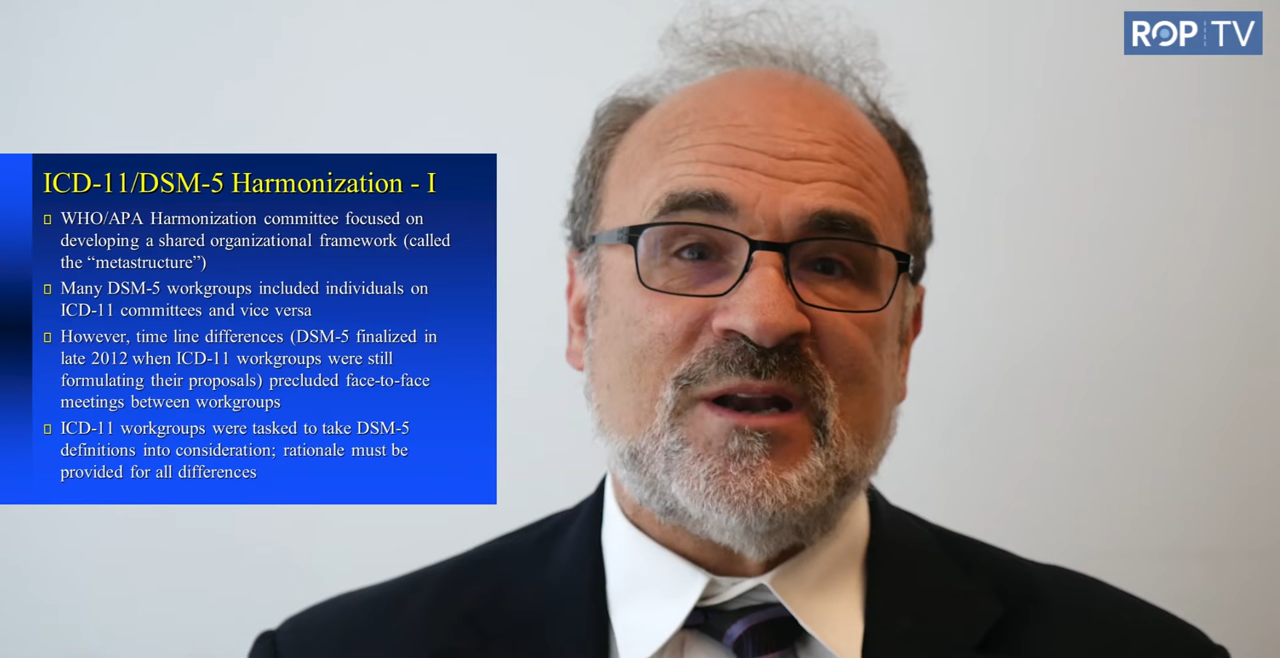 ROP TV
ICD-11/DSM-5 Harmonization - I
WHO/APA Harmonization committee focused on
developing a shared organizational framework (called
the “metastructure”)
Many DSM-5 workgroups included individuals on
ICD-11 committees and vice versa
However, time line differences (DSM-5 finalized in
late 2012 when ICD-11 workgroups were still
formulating their proposals) precluded face-to-face
meetings between workgroups
ICD-11 workgroups were tasked to take DSM-5
definitions into consideration; rationale must be
provided for all differences